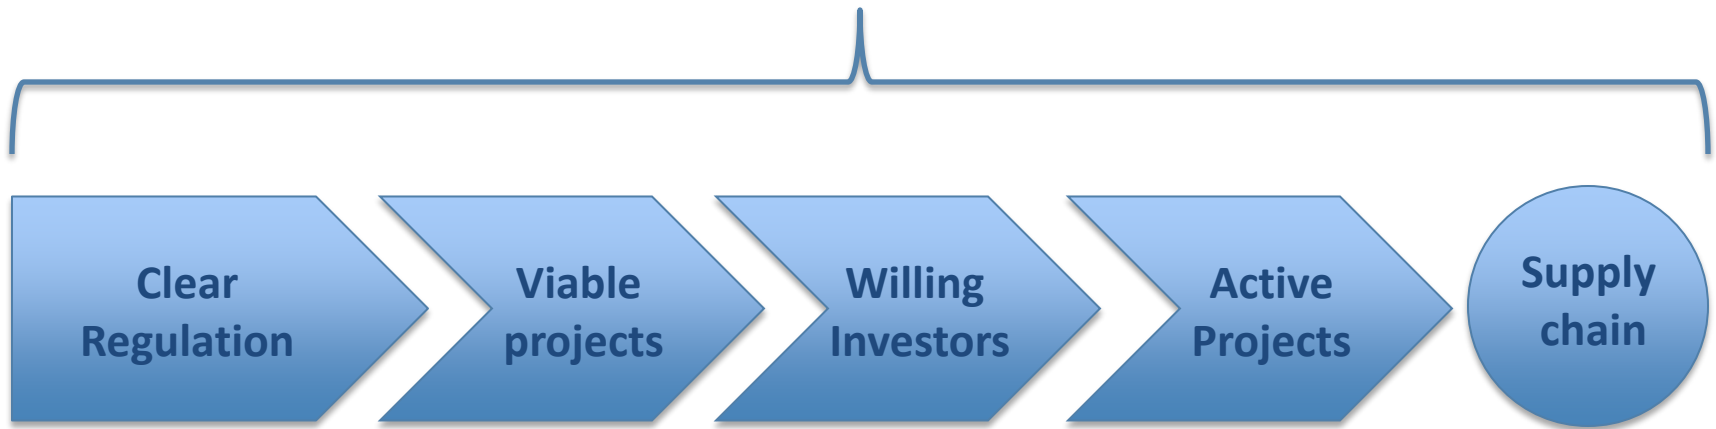 Clear
Regulation
Viable
projects
Willing
Investors
Active
Projects
Supply
chain